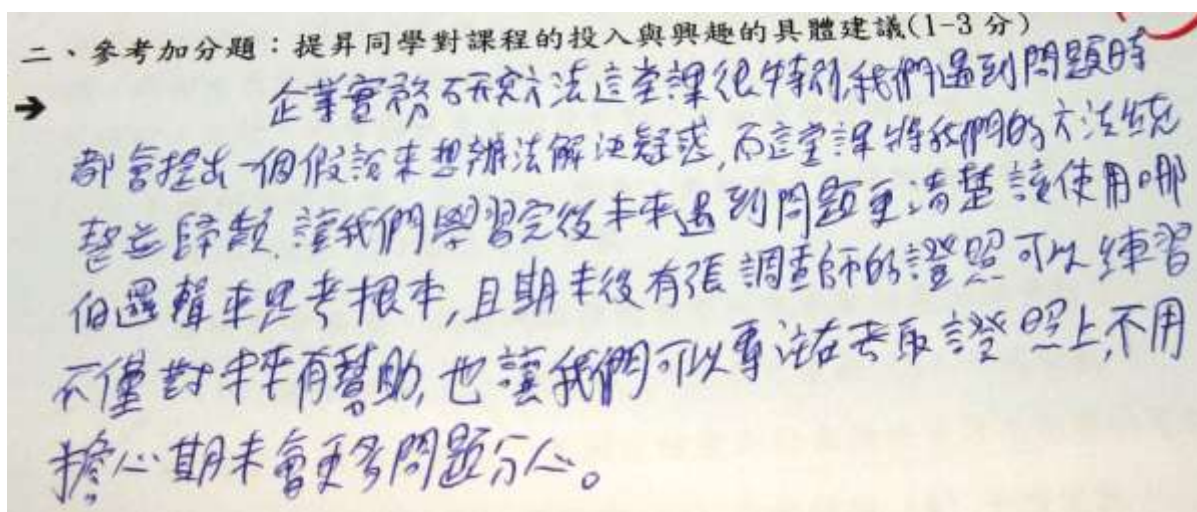 二、參考加分題：提昇同學對課程的投入與興趣的具體建議(1-3 分)
➔ 企業實務研究方法這堂課很特別,我們遇到問題時
都會提出一個假說來想辦法解決疑惑,而這堂課將我們的方法統
整並歸類,讓我們學習完後未來遇到問題更清楚該使用哪
個邏輯來思考根本,且期末後有張調查師的證照可以練習
不僅對未來有幫助,也讓我們可以專注在考取證照上,不用
擔心期末會更多問題分心。